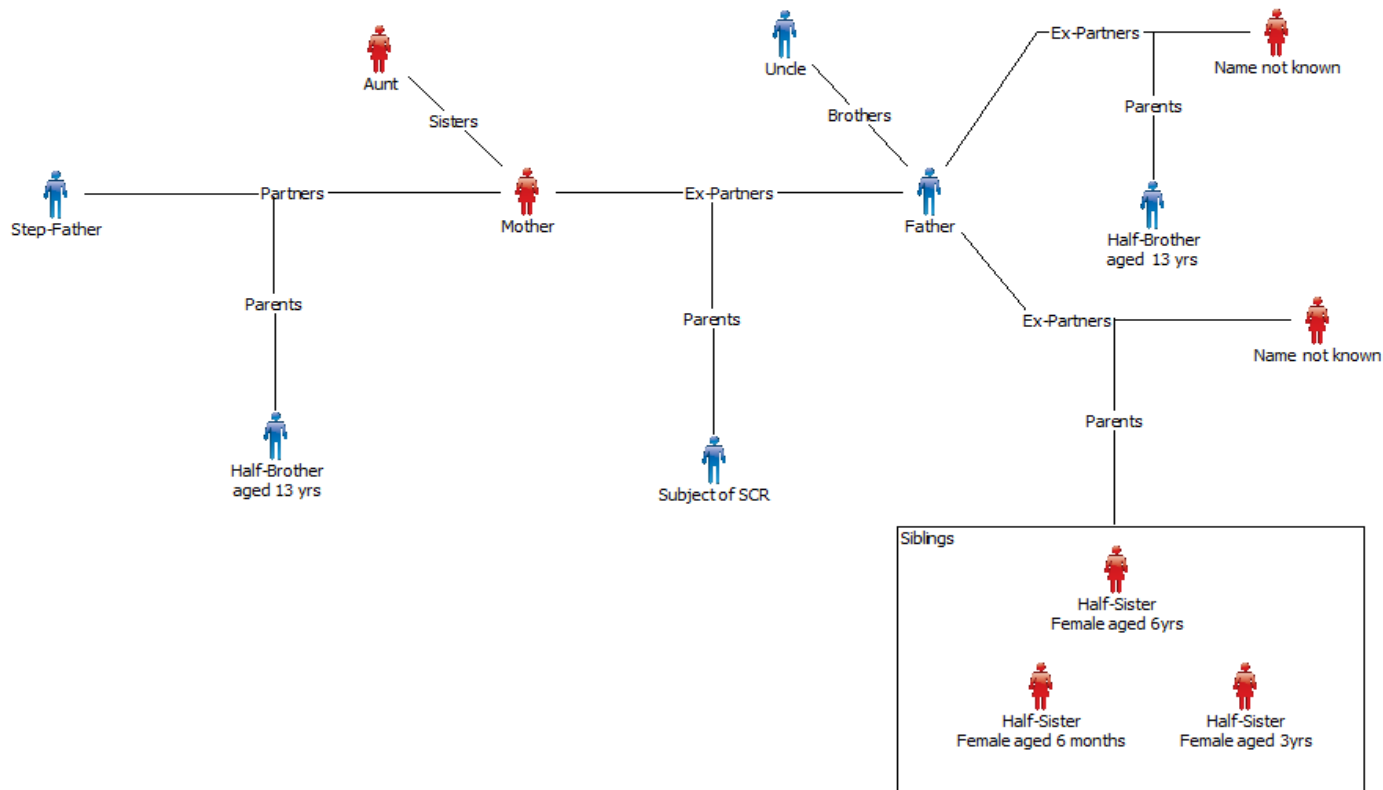 Ex-Partners
Name not known
Aunt
Uncle
Parents
Sisters
Brothers
Step-Father
Partners
Mother
Ex-Partners
Father
Half-Brother
aged 13 yrs
Parents
Parents
Ex-Partners
Name not known
Parents
Half-Brother
aged 13 yrs
Subject of SCR
Siblings
Half-Sister
Female aged 6yrs
Half-Sister
Female aged 6 months
Half-Sister
Female aged 3yrs